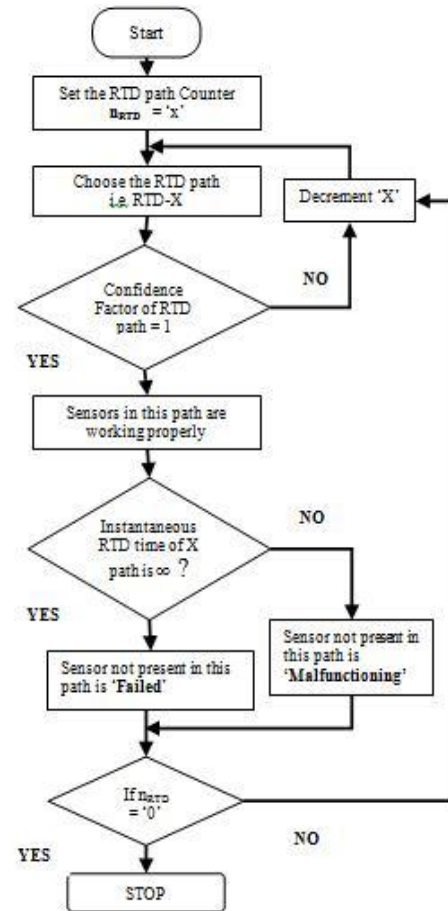 Start
Set the RTD path Counter
nRTD = ‘x’
Choose the RTD path
i.e. RTD-X
Decrement ‘X’
NO
Confidence
Factor of RTD
path = 1
YES
Sensors in this path are
working properly
NO
Instantaneous
RTD time of X
path is ∞ ?
YES
Sensor not present in this
path is ‘Failed’
Sensor not present in
this path is
‘Malfunctioning’
If nRTD
= ‘0’
YES
NO
STOP